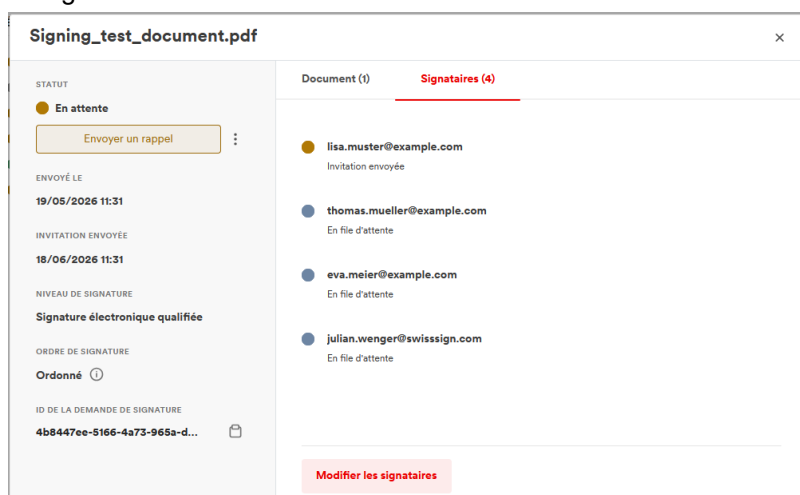 Signing_test_document.pdf
STATUT
En attente
Envoyer un rappel
ENVOYÉ LE
19/05/2026 11:31
INVITATION ENVOYÉE
18/06/2026 11:31
NIVEAU DE SIGNATURE
Signature électronique qualifiée
ORDRE DE SIGNATURE
Ordonné
ID DE LA DEMANDE DE SIGNATURE
4b8447ee-5166-4a73-965a-d...
Document (1) Signataires (4)
lisa.muster@example.com
Invitation envoyée
thomas.mueller@example.com
En file d'attente
eva.meier@example.com
En file d'attente
julian.wenger@swisssign.com
En file d'attente
Modifier les signataires